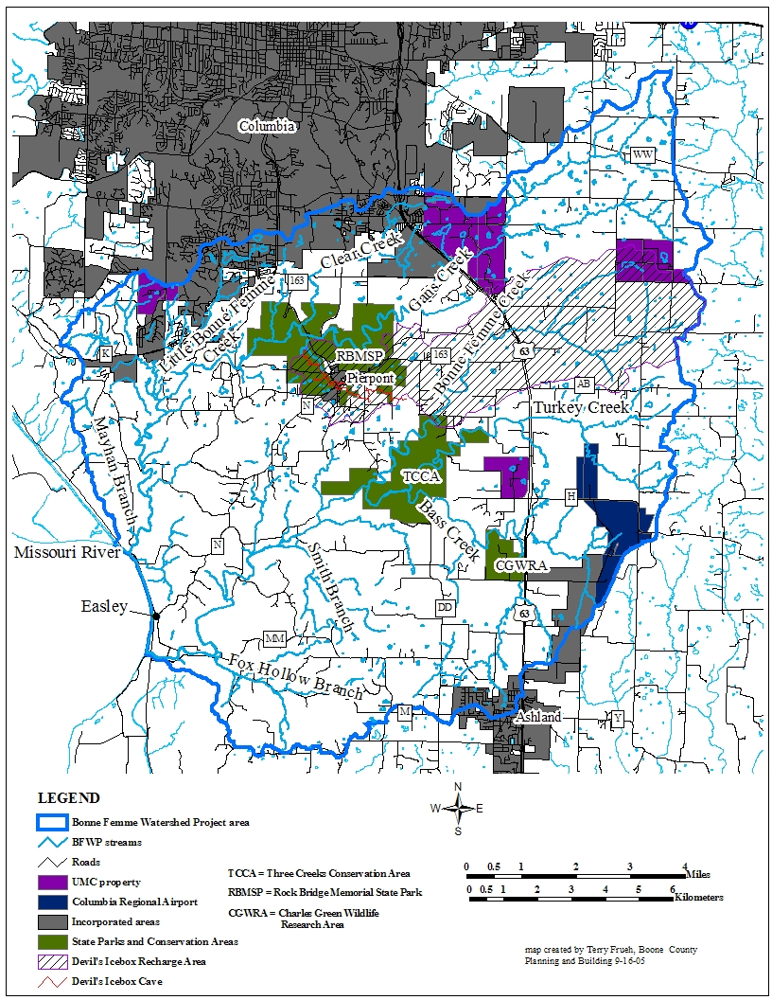 Columbia
WW
Clear Creek
Gans Creek
163
Little Bonne Femme
Creek
Bonne Femme Creek
K
RBMSP
163
63
Pierpont
AB
N
Turkey Creek
Mayhan Branch
TCCA
H
Bass Creek
Missouri River
N
Smith Branch
CGWRA
Easley
DD
63
MM
Fox Hollow Branch
M
Ashland
Y
LEGEND
Bonne Femme Watershed Project area
BFWP streams
Roads
UMC property
Columbia Regional Airport
Incorporated areas
State Parks and Conservation Areas
Devil's Icebox Recharge Area
Devil's Icebox Cave
TCCA = Three Creeks Conservation Area
RBMSP = Rock Bridge Memorial State Park
CGWRA = Charles Green Wildlife
Research Area
N
W E
S
0 0.5 1 2 3 4 Miles
0 0.5 1 2 3 4 5 6 Kilometers
map created by Terry Frueh, Boone County
Planning and Building 9-16-05